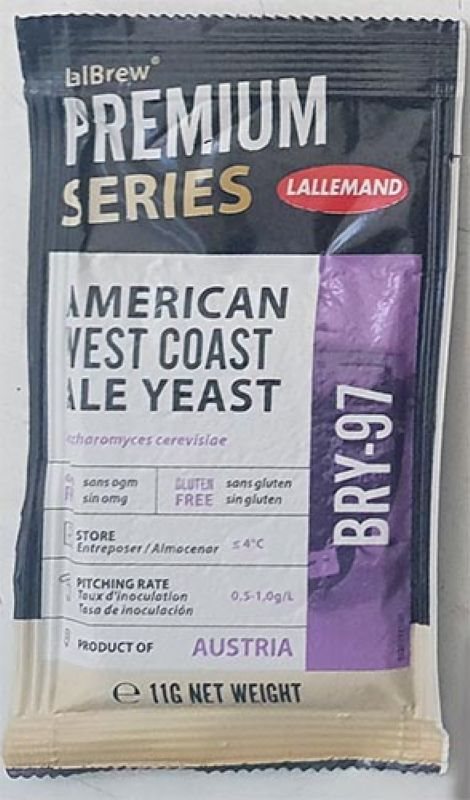 lalBrew®
PREMIUM
SERIES
LALLEMAND
AMERICAN
WEST COAST
ALE YEAST
charomyces cerevisiae
BRY-97
sans ogm
sin omg
GLUTEN
FREE
sans gluten
sin gluten
STORE
Entreposer / Almacenar
≤ 4°C
PITCHING RATE
Taux d'inoculation
Tasa de inoculación
0.5-1.0g/L
PRODUCT OF
AUSTRIA
℮ 11G NET WEIGHT